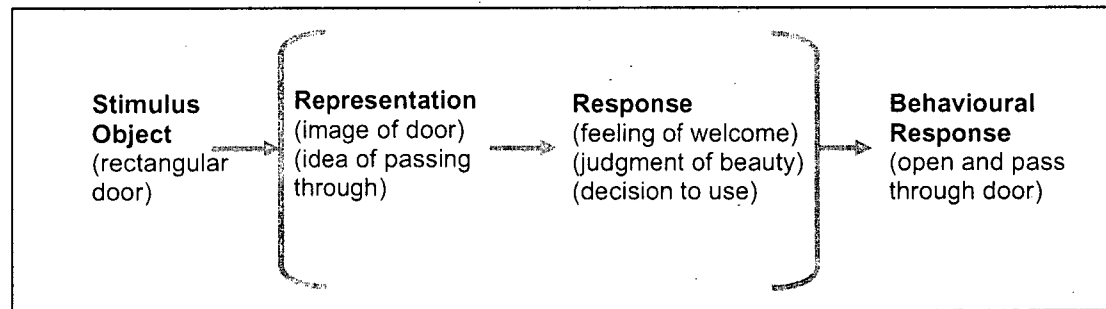 Stimulus
Object
(rectangular
door)
Representation
(image of door)
(idea of passing
through)
Response
(feeling of welcome)
(judgment of beauty)
(decision to use)
Behavioural
Response
(open and pass
through door)